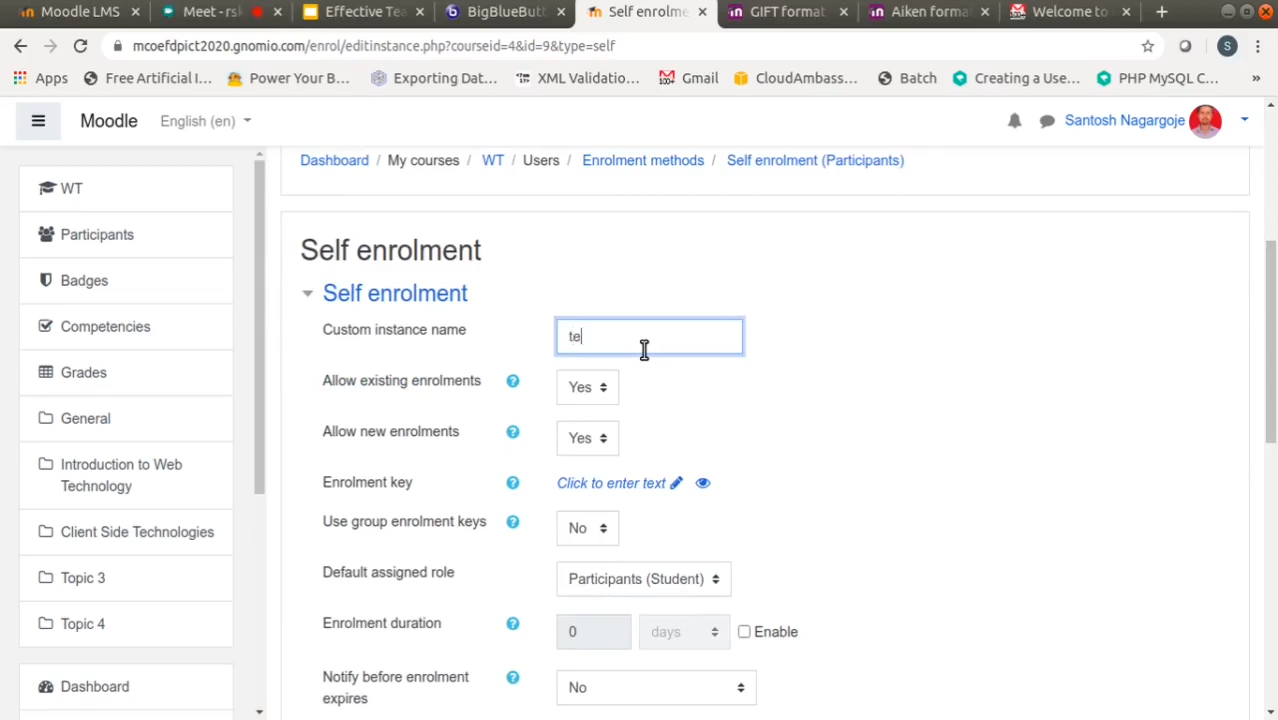 Moodle LMS
Meet - rsk
Effective Tea
BigBlueButt
Self enrolme
GIFT format
Aiken forma
Welcome to
mcoefdpict2020.gnomio.com/enrol/editinstance.php?courseid=4&id=9&type=self
S
Apps
Free Artificial I...
Power Your B...
Exporting Dat...
XML Validatio...
Gmail
CloudAmbass...
Batch
Creating a Use...
PHP MySQL C...
»
Moodle
English (en)
Santosh Nagargoje
Dashboard / My courses / WT / Users / Enrolment methods / Self enrolment (Participants)
WT
Participants
Badges
Competencies
Grades
General
Introduction to Web
Technology
Client Side Technologies
Topic 3
Topic 4
Dashboard
Self enrolment
Self enrolment
Custom instance name
te
Allow existing enrolments
Yes
Allow new enrolments
Yes
Enrolment key
Click to enter text
Use group enrolment keys
No
Default assigned role
Participants (Student)
Enrolment duration
0
days
Enable
Notify before enrolment
expires
No